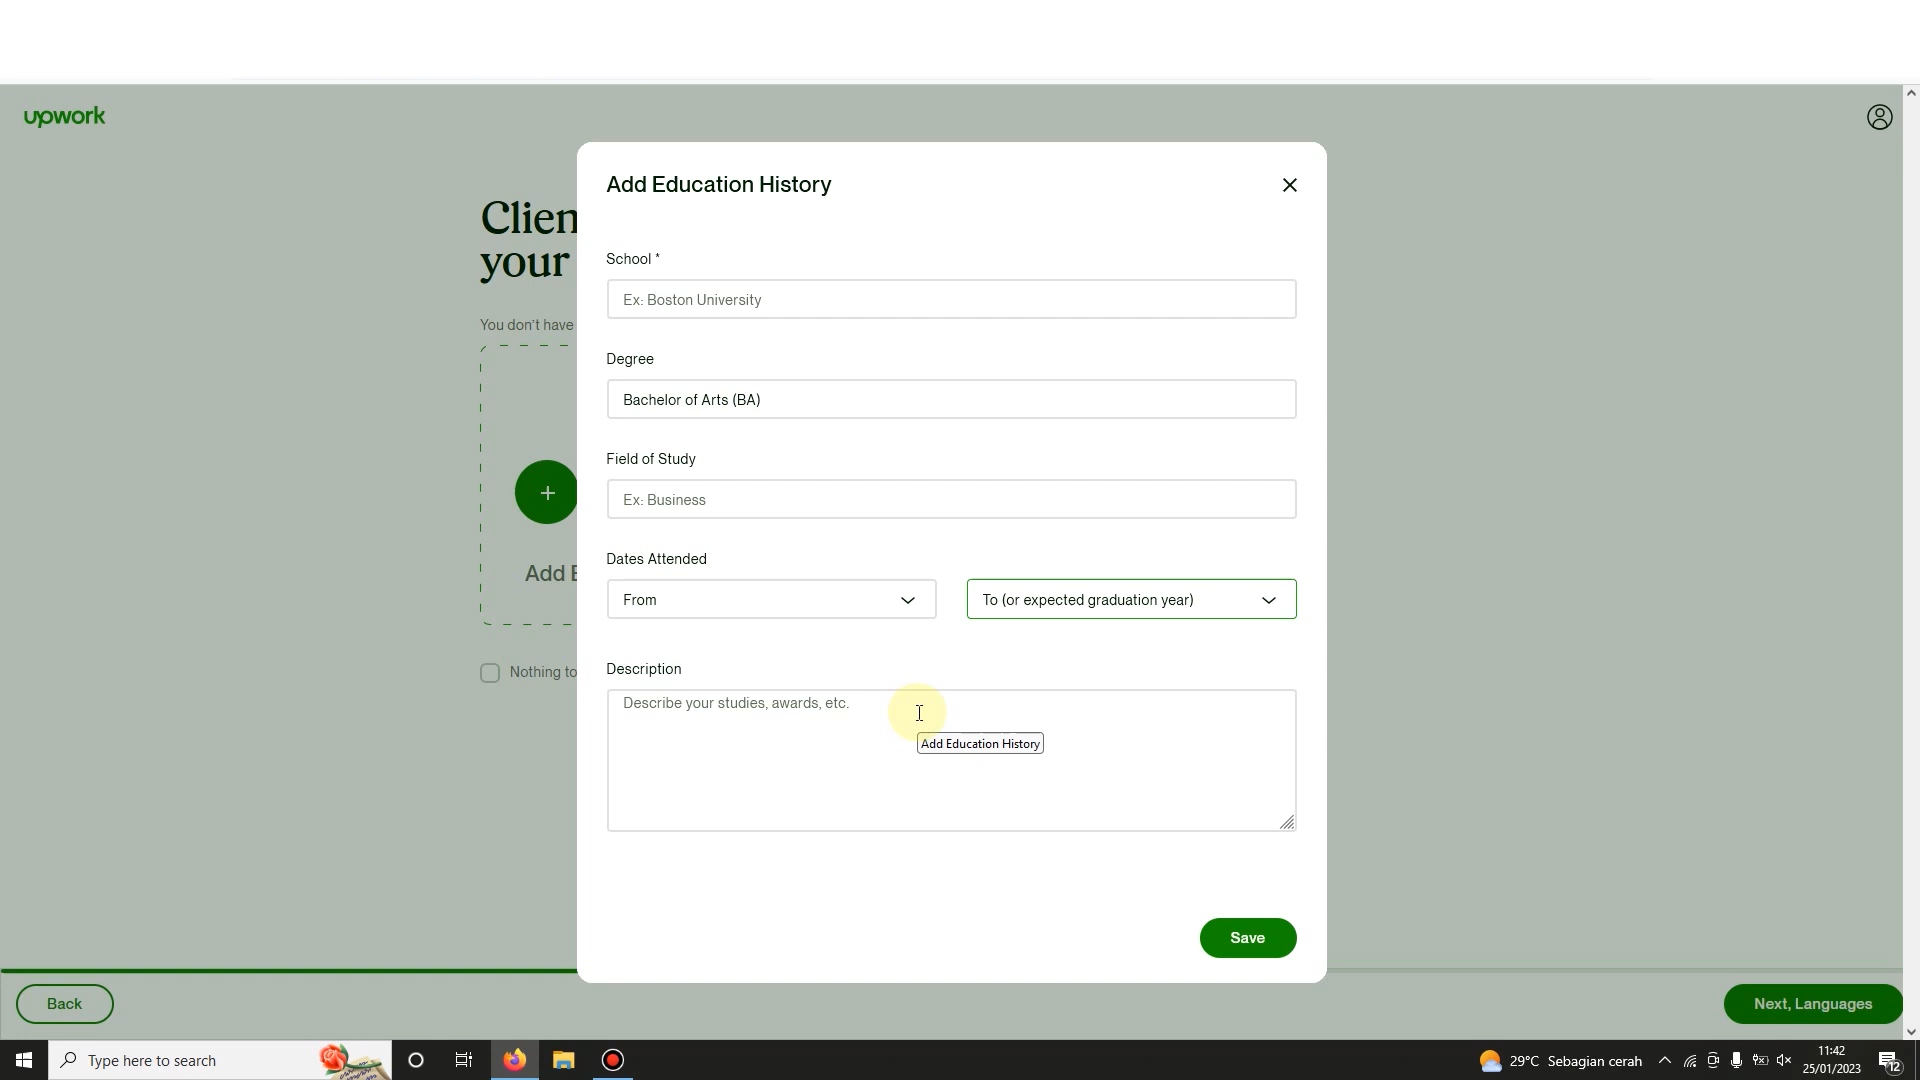 upwork
Add Education History
Clien
your
School *
Ex: Boston University
You don't have
Degree
Bachelor of Arts (BA)
Field of Study
Ex: Business
Add E
Dates Attended
From
To (or expected graduation year)
Nothing to
Description
Describe your studies, awards, etc.
Add Education History
Save
Back
Next, Languages
Type here to search
29°C Sebagian cerah
11:42
25/01/2023
12